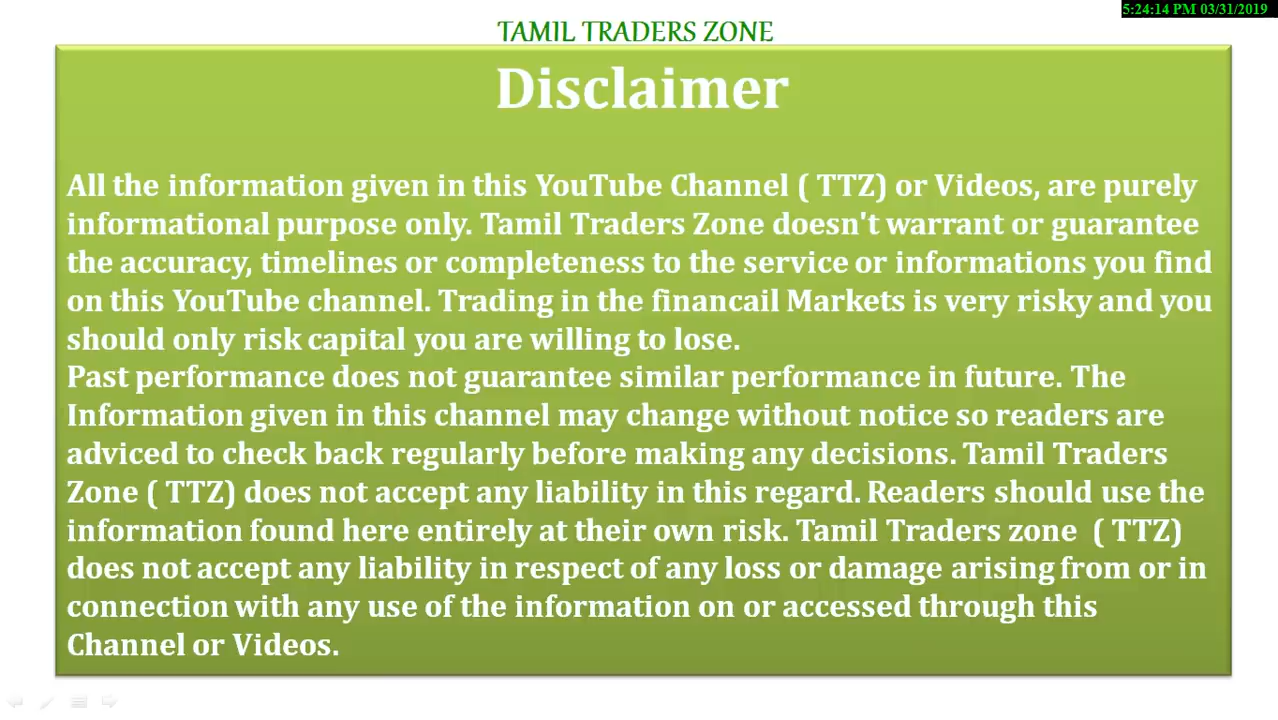 5:24:14 PM 03/31/2019
TAMIL TRADERS ZONE
Disclaimer
All the information given in this YouTube Channel ( TTZ) or Videos, are purely
informational purpose only. Tamil Traders Zone doesn't warrant or guarantee
the accuracy, timelines or completeness to the service or informations you find
on this YouTube channel. Trading in the financail Markets is very risky and you
should only risk capital you are willing to lose.
Past performance does not guarantee similar performance in future. The
Information given in this channel may change without notice so readers are
adviced to check back regularly before making any decisions. Tamil Traders
Zone ( TTZ) does not accept any liability in this regard. Readers should use the
information found here entirely at their own risk. Tamil Traders zone  ( TTZ)
does not accept any liability in respect of any loss or damage arising from or in
connection with any use of the information on or accessed through this
Channel or Videos.